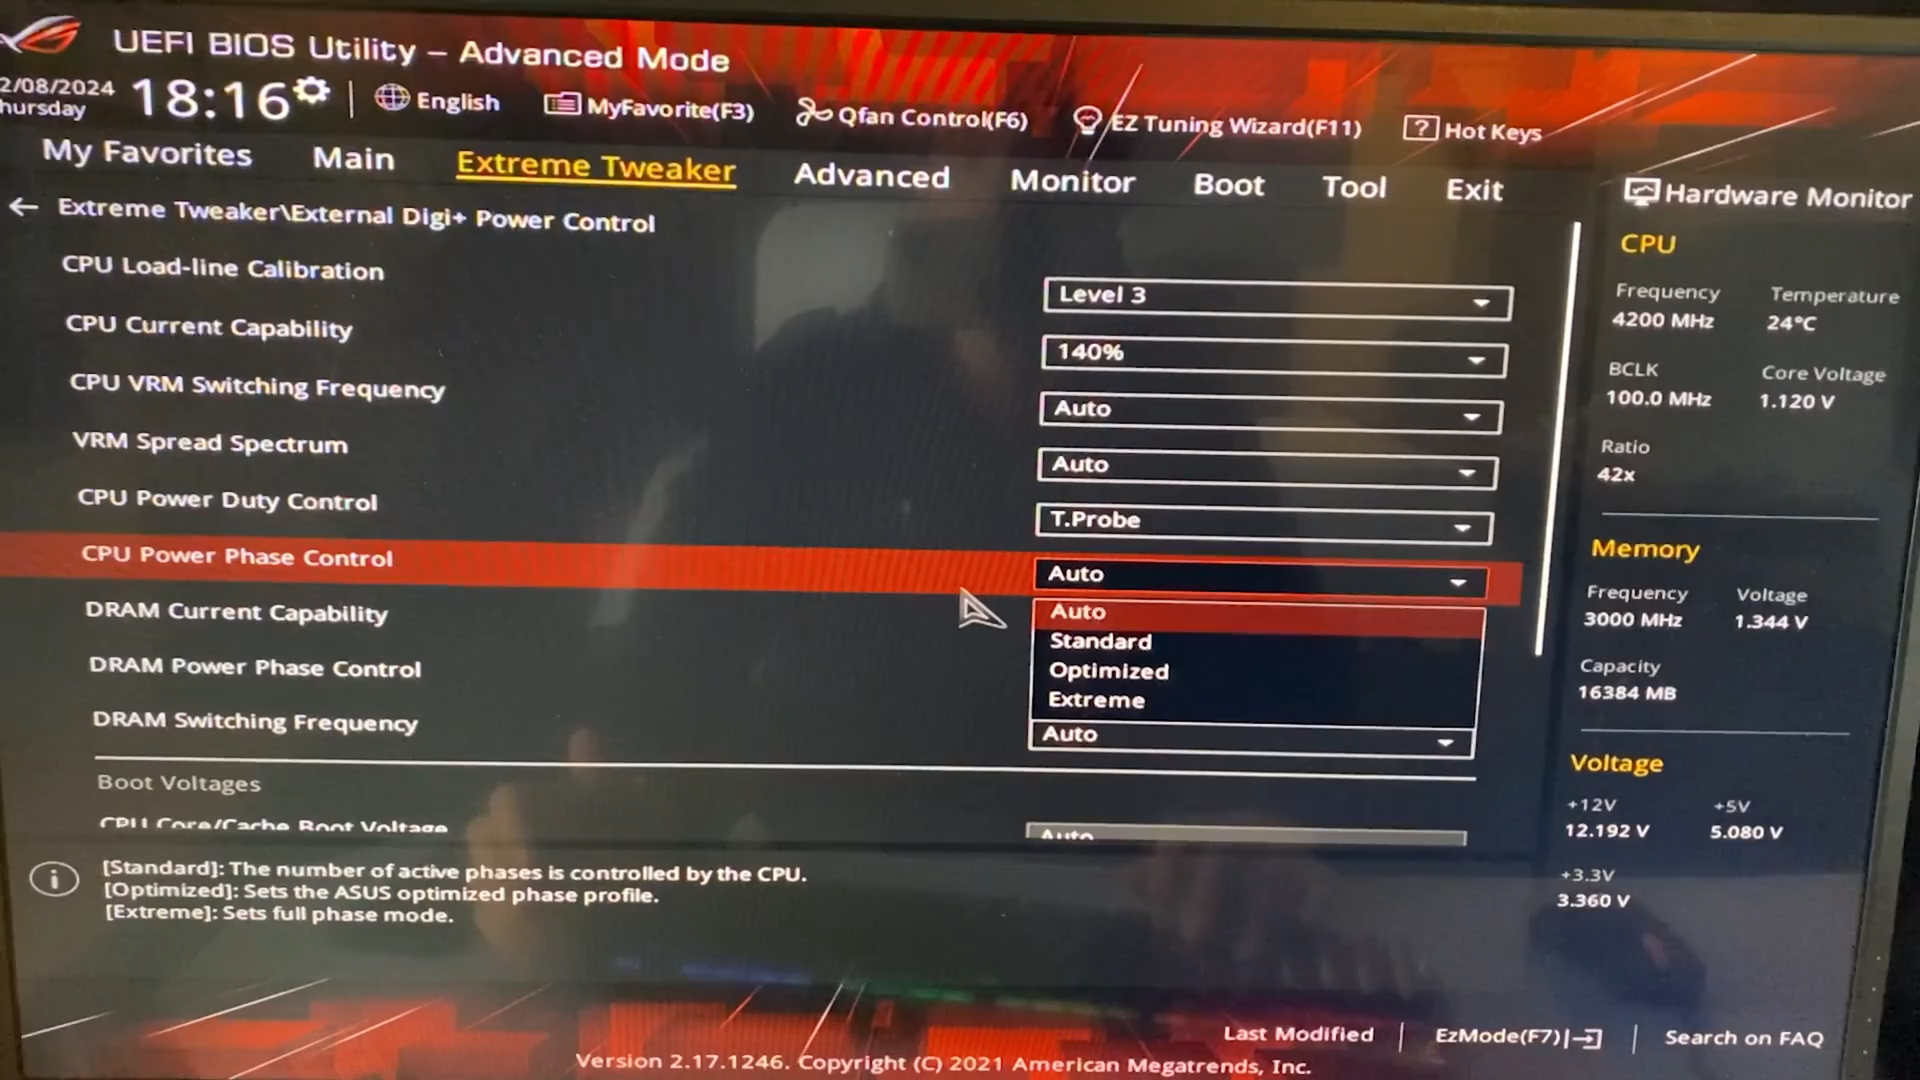 UEFI BIOS Utility – Advanced Mode
2/08/2024
hursday
18:16
English
MyFavorite(F3)
Qfan Control(F6)
EZ Tuning Wizard(F11)
? Hot Keys
My Favorites
Main
Extreme Tweaker
Advanced
Monitor
Boot
Tool
Exit
← Extreme Tweaker\External Digi+ Power Control
CPU Load-line Calibration
Level 3
CPU Current Capability
140%
CPU VRM Switching Frequency
Auto
VRM Spread Spectrum
Auto
CPU Power Duty Control
T.Probe
CPU Power Phase Control
Auto
Auto
Standard
Optimized
Extreme
DRAM Current Capability
DRAM Power Phase Control
DRAM Switching Frequency
Auto
Boot Voltages
CPU Core/Cache Boot Voltage
Auto
i
[Standard]: The number of active phases is controlled by the CPU.
[Optimized]: Sets the ASUS optimized phase profile.
[Extreme]: Sets full phase mode.
Hardware Monitor
CPU
Frequency
Temperature
4200 MHz
24°C
BCLK
Core Voltage
100.0 MHz
1.120 V
Ratio
42x
Memory
Frequency
Voltage
3000 MHz
1.344 V
Capacity
16384 MB
Voltage
+12V
+5V
12.192 V
5.080 V
+3.3V
3.360 V
Last Modified
EzMode(F7)
Search on FAQ
Version 2.17.1246. Copyright (C) 2021 American Megatrends, Inc.